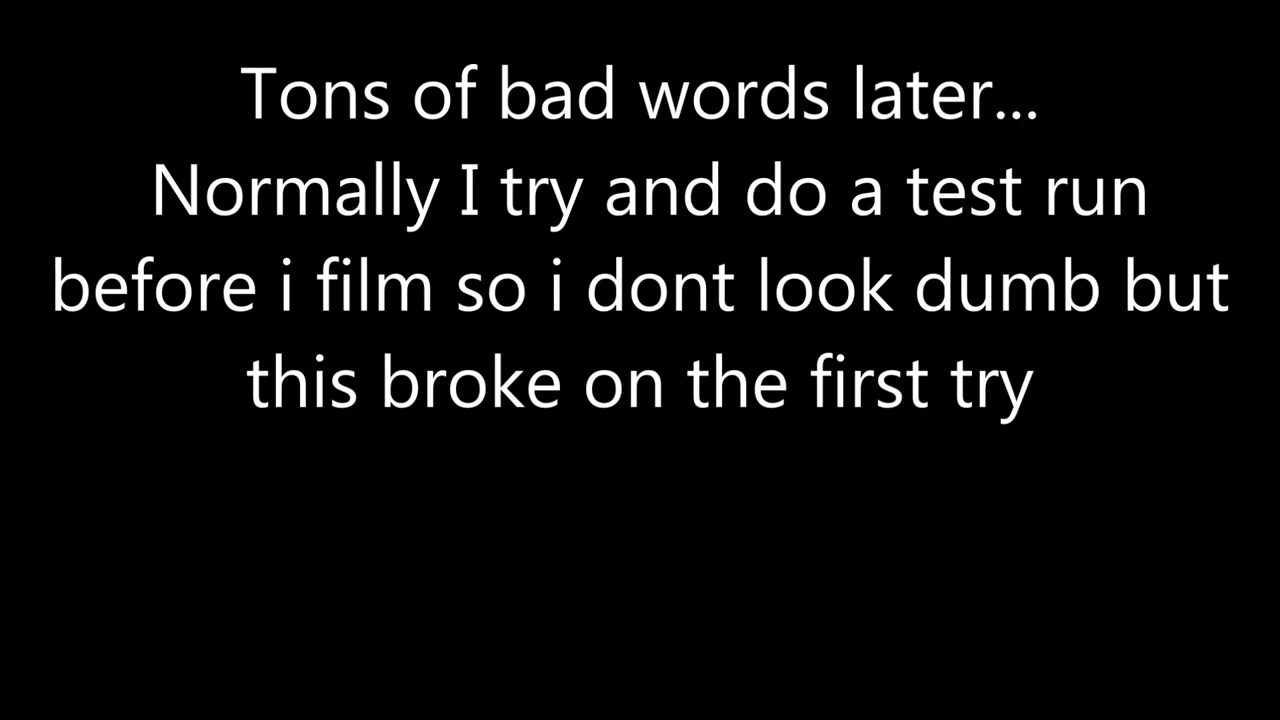 Tons of bad words later...
Normally I try and do a test run
before i film so i dont look dumb but
this broke on the first try